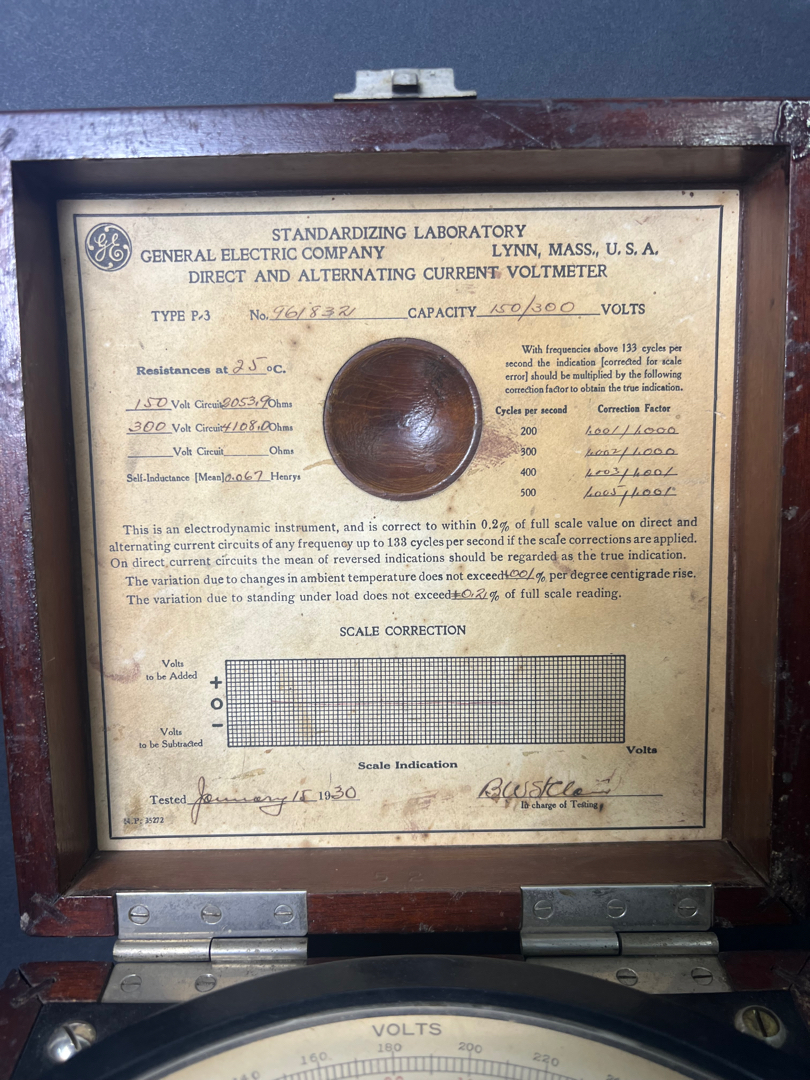 GE
STANDARDIZING LABORATORY
GENERAL ELECTRIC COMPANY LYNN, MASS., U. S. A.
DIRECT AND ALTERNATING CURRENT VOLTMETER
TYPE P-3 No. 9618321 CAPACITY 150/300 VOLTS
Resistances at 25 °C.
150 Volt Circuit 2053.9 Ohms
300 Volt Circuit 4108.0 Ohms
Volt Circuit Ohms
Self-Inductance [Mean] 0.067 Henrys
With frequencies above 133 cycles per
second the indication [corrected for scale
error] should be multiplied by the following
correction factor to obtain the true indication.
Cycles per second Correction Factor
200 1.001/1.000
300 1.002/1.000
400 1.003/1.001
500 1.005/1.001
This is an electrodynamic instrument, and is correct to within 0.2% of full scale value on direct and
alternating current circuits of any frequency up to 133 cycles per second if the scale corrections are applied.
On direct current circuits the mean of reversed indications should be regarded as the true indication.
The variation due to changes in ambient temperature does not exceed % per degree centigrade rise.
The variation due to standing under load does not exceed % of full scale reading.
SCALE CORRECTION
Volts
to be Added
+
0
−
Volts
to be Subtracted
Volts
Scale Indication
Tested January 15 1930 B W St Clair
In charge of Testing
35272
VOLTS
160 180 200 220